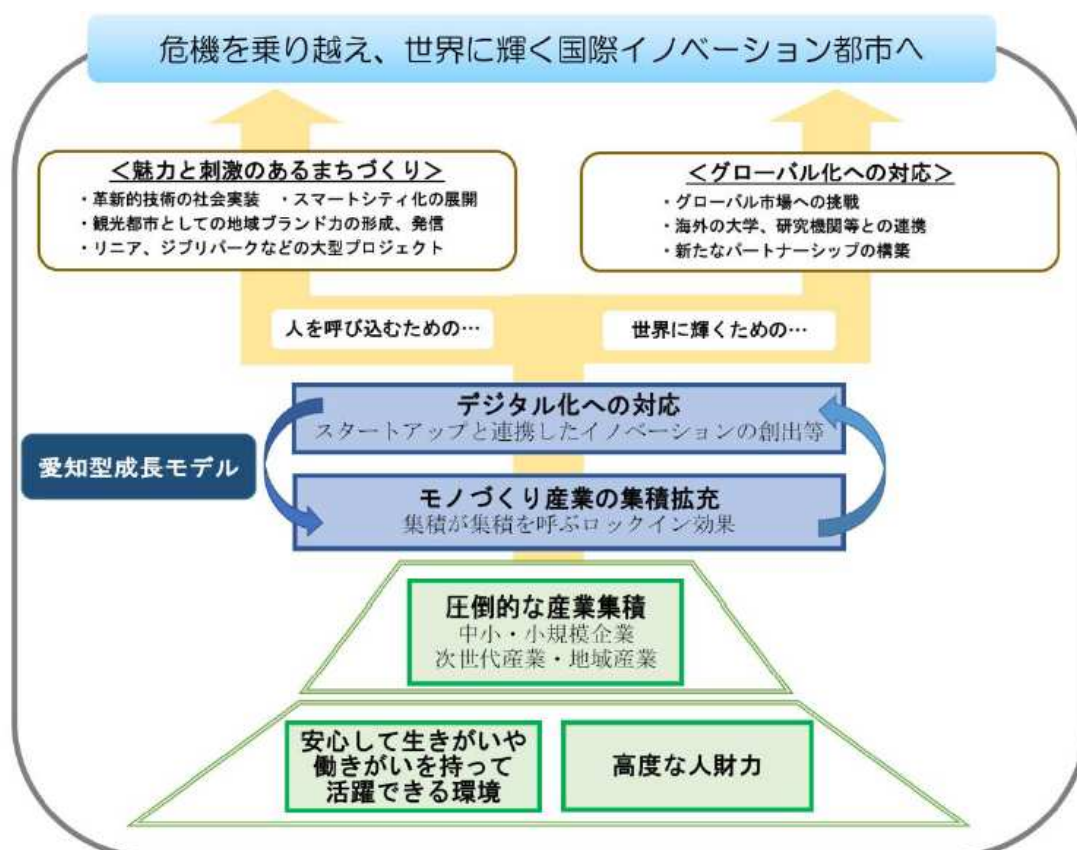 危機を乗り越え、世界に輝く国際イノベーション都市へ
＜魅力と刺激のあるまちづくり＞
・革新的技術の社会実装　・スマートシティ化の展開
・観光都市としての地域ブランド力の形成、発信
・リニア、ジブリパークなどの大型プロジェクト
＜グローバル化への対応＞
・グローバル市場への挑戦
・海外の大学、研究機関等との連携
・新たなパートナーシップの構築
人を呼び込むための…
世界に輝くための…
デジタル化への対応
スタートアップと連携したイノベーションの創出等
愛知型成長モデル
モノづくり産業の集積拡充
集積が集積を呼ぶロックイン効果
圧倒的な産業集積
中小・小規模企業
次世代産業・地域産業
安心して生きがいや
働きがいを持って
活躍できる環境
高度な人財力